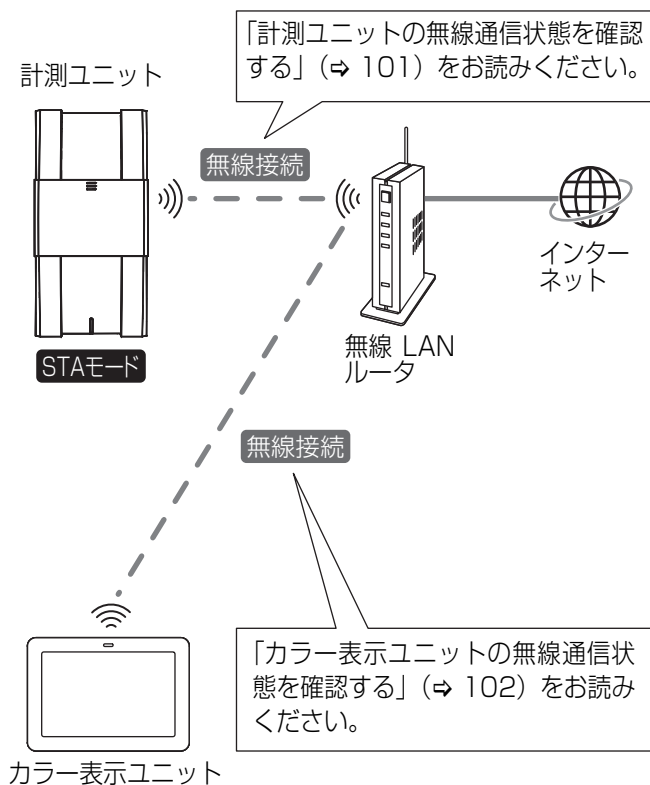 「計測ユニットの無線通信状態を確認
する」（⇨ 101）をお読みください。
計測ユニット
無線接続
インター
ネット
無線 LAN
ルータ
STAモード
無線接続
「カラー表示ユニットの無線通信状
態を確認する」（⇨ 102）をお読み
ください。
カラー表示ユニット